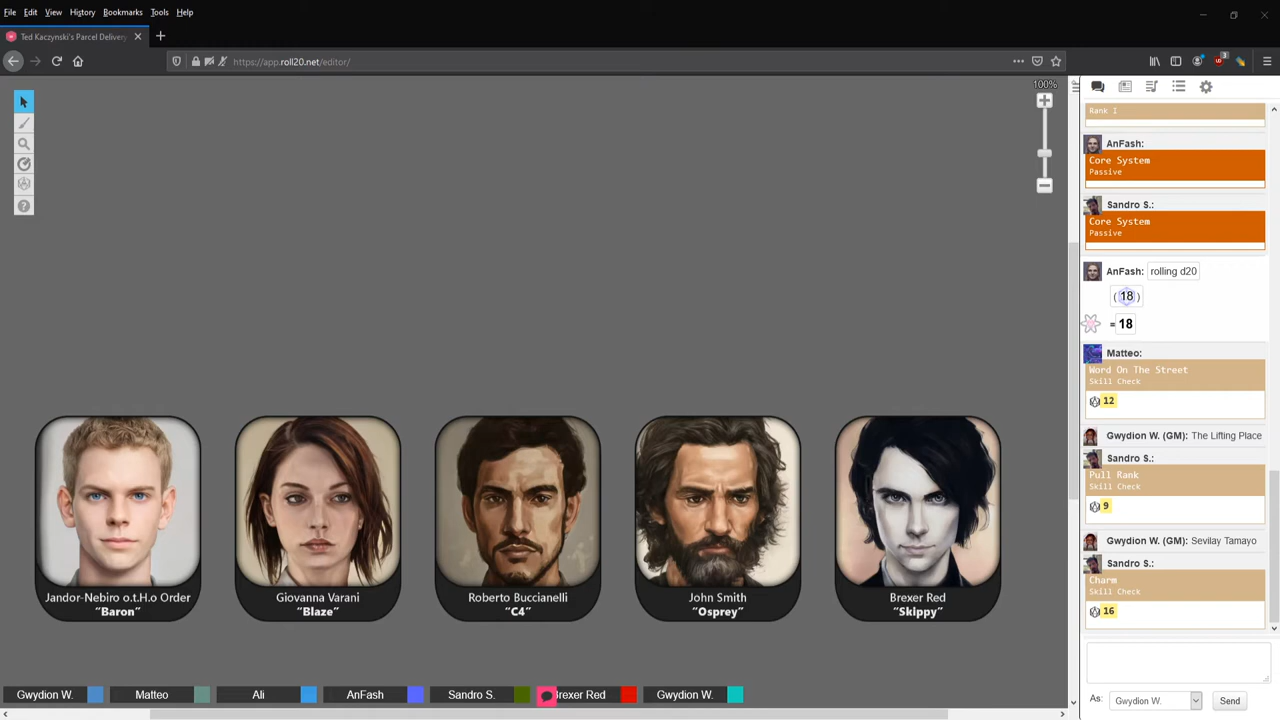 File Edit View History Bookmarks Tools Help
Ted Kaczynski's Parcel Delivery
https://app.roll20.net/editor/
3
100%
Rank I
AnFash:
Core System
Passive
Sandro S.:
Core System
Passive
AnFash: rolling d20
(18)
=18
Matteo:
Word On The Street
Skill Check
12
Gwydion W. (GM): The Lifting Place
Sandro S.:
Pull Rank
Skill Check
9
Gwydion W. (GM): Sevilay Tamayo
Sandro S.:
Charm
Skill Check
16
Jandor-Nebiro o.t.H.o Order
"Baron"
Giovanna Varani
"Blaze"
Roberto Buccianelli
"C4"
John Smith
"Osprey"
Brexer Red
"Skippy"
Gwydion W. Matteo Ali AnFash Sandro S. Brexer Red Gwydion W.
As: Gwydion W. Send